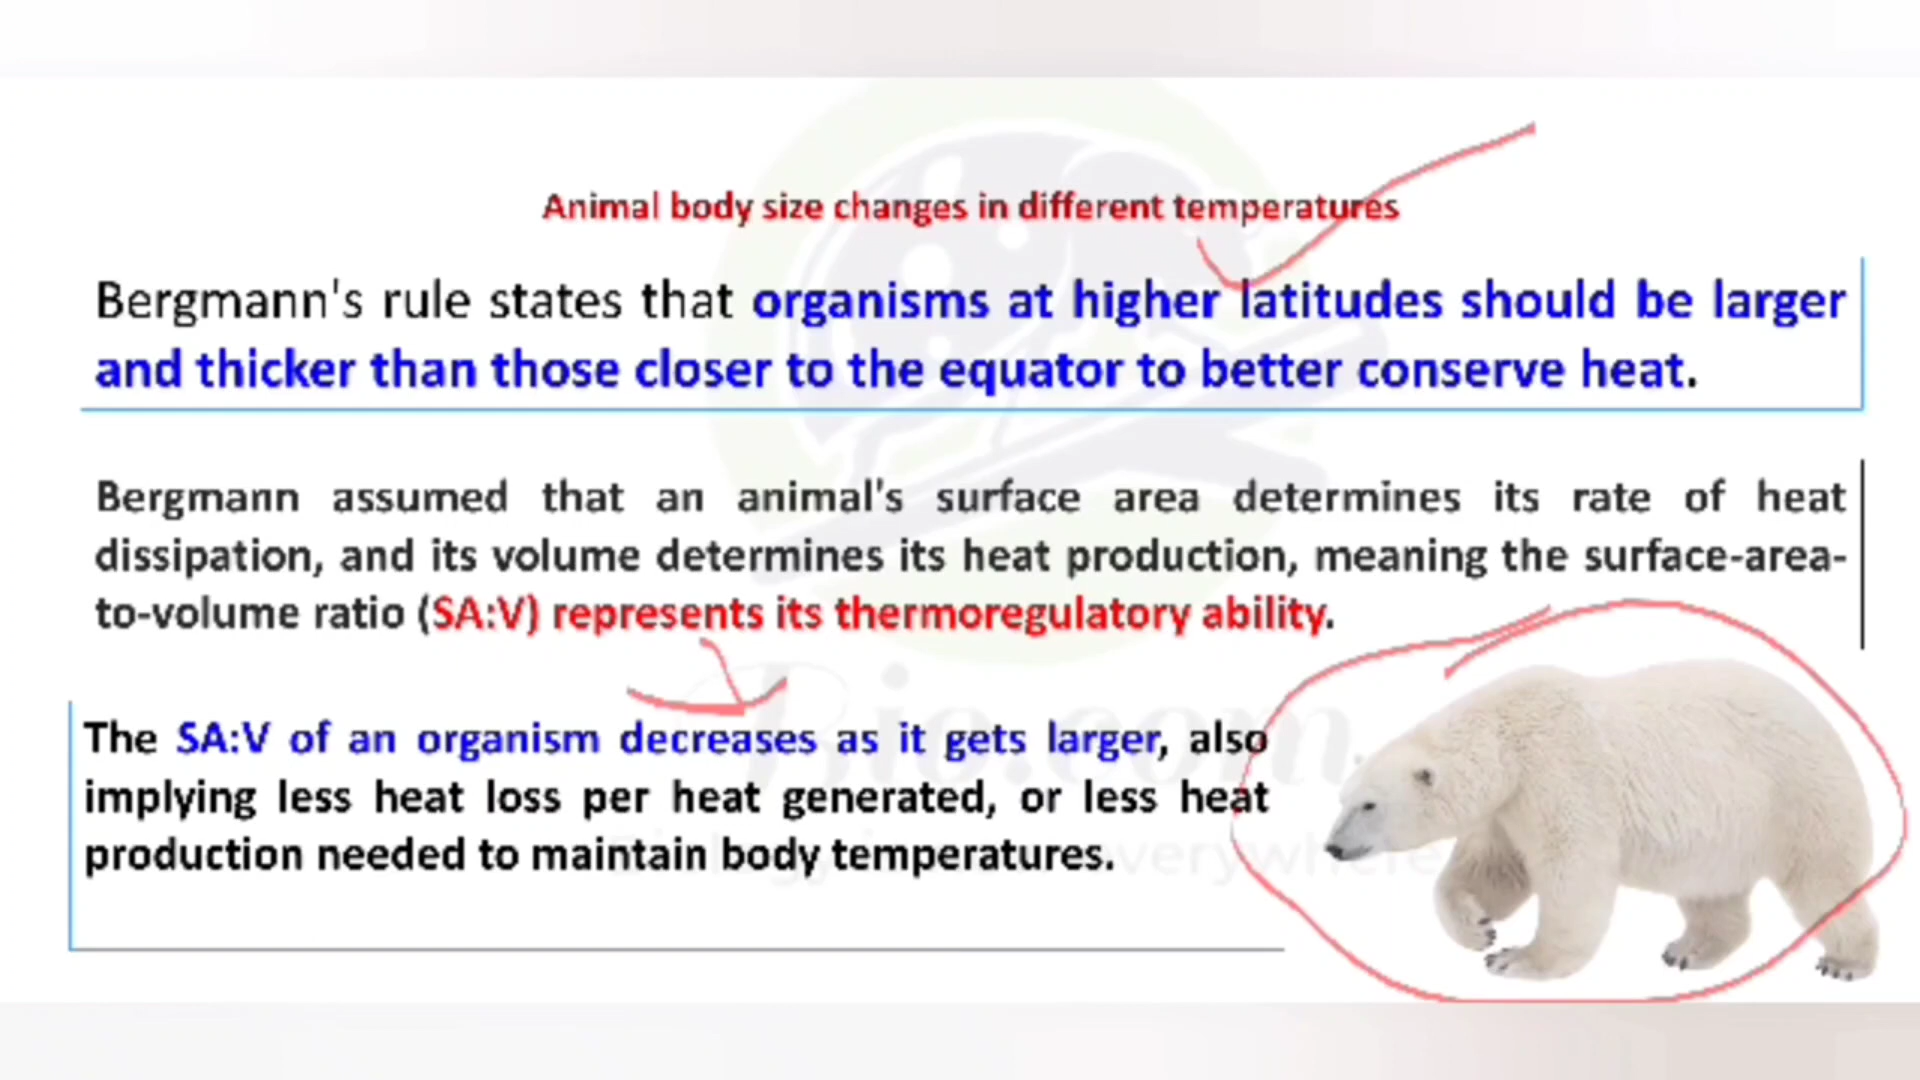 Animal body size changes in different temperatures
Bergmann's rule states that organisms at higher latitudes should be larger
and thicker than those closer to the equator to better conserve heat.
Bergmann assumed that an animal's surface area determines its rate of heat
dissipation, and its volume determines its heat production, meaning the surface-area-
to-volume ratio (SA:V) represents its thermoregulatory ability.
The SA:V of an organism decreases as it gets larger, also
implying less heat loss per heat generated, or less heat
production needed to maintain body temperatures.
Bio.com
everywhere